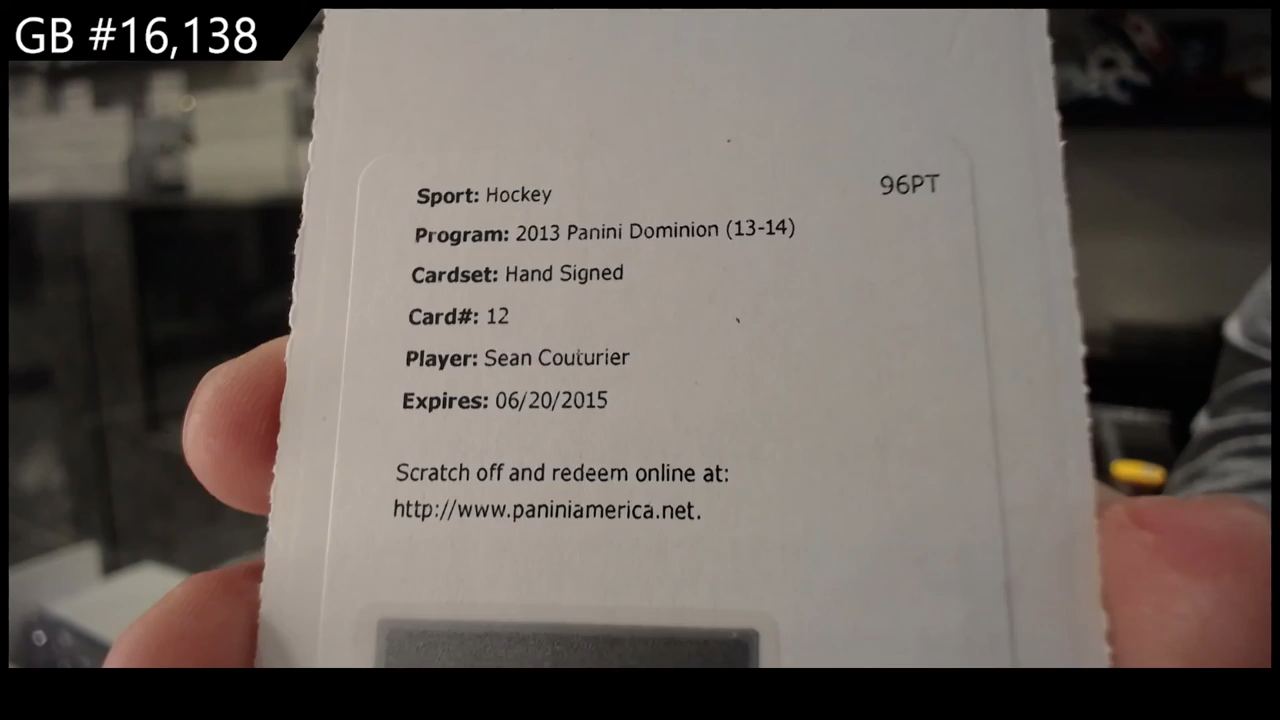 GB #16,138
Sport: Hockey
96PT
Program: 2013 Panini Dominion (13-14)
Cardset: Hand Signed
Card#: 12
Player: Sean Couturier
Expires: 06/20/2015
Scratch off and redeem online at:
http://www.paniniamerica.net.